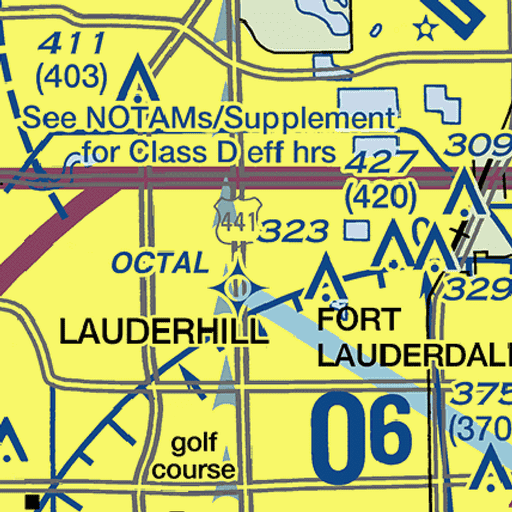 411
(403)
See NOTAMs/Supplement
for Class D eff hrs
309
427
(420)
441
323
OCTAL
329
LAUDERHILL
FORT
LAUDERDAL
375
(370
06
golf
course